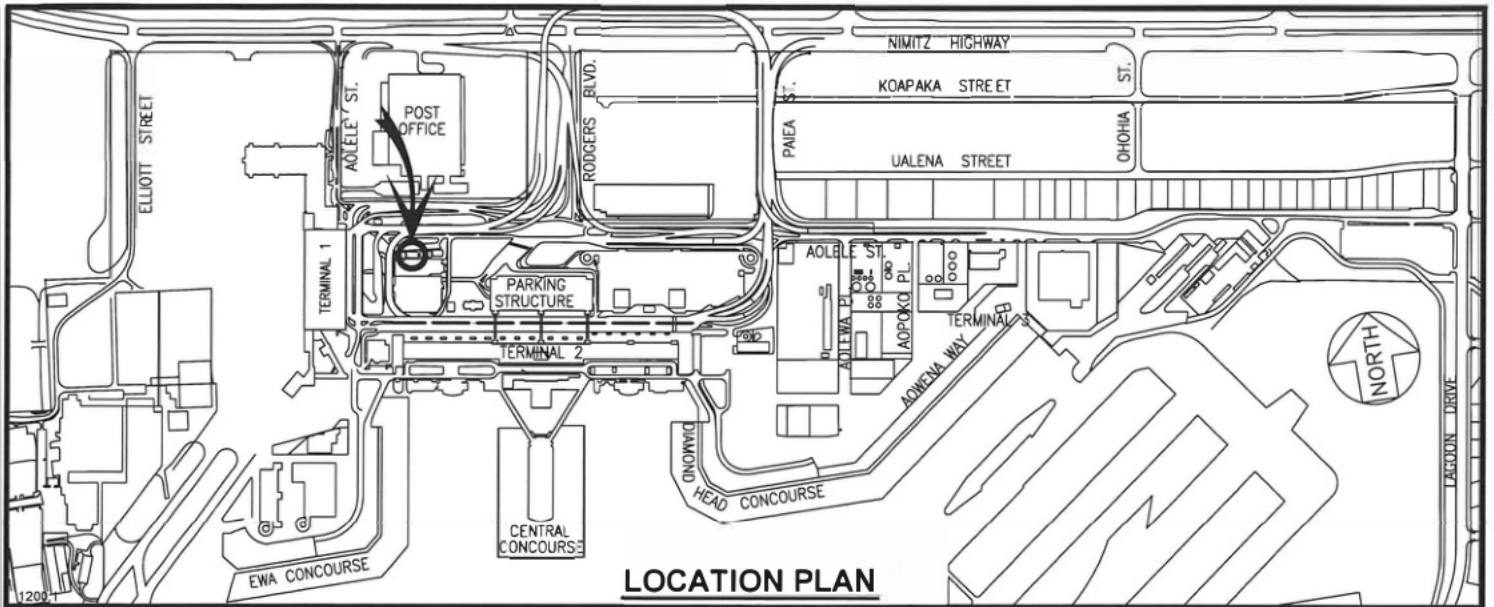 NIMITZ HIGHWAY
KOAPAKA STREET
UALENA STREET
ELLIOTT STREET
AOLELE ST.
POST
OFFICE
RODGERS BLVD.
PAIEA ST.
OHOHIA ST.
TERMINAL 1
PARKING
STRUCTURE
TERMINAL 2
AOLELE ST.
AOLEWA PL.
AOPOKO PL.
TERMINAL 3
AOWENA WAY
NORTH
LAGOON DRIVE
DIAMOND
HEAD CONCOURSE
CENTRAL
CONCOURSE
EWA CONCOURSE
LOCATION PLAN